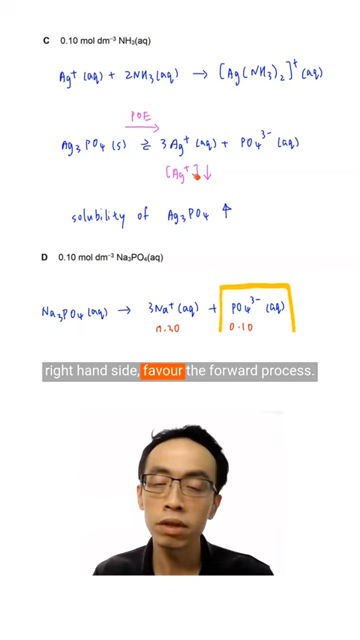 C 0.10 mol dm⁻³ NH₃(aq)
Ag⁺(aq) + 2NH₃(aq) → [Ag(NH₃)₂]⁺(aq)
POE
Ag₃PO₄(s) ⇌ 3Ag⁺(aq) + PO₄³⁻(aq)
[Ag⁺] ↓
solubility of Ag₃PO₄ ↑
D 0.10 mol dm⁻³ Na₃PO₄(aq)
Na₃PO₄(aq) → 3Na⁺(aq) + PO₄³⁻(aq)
0.30 0.10
right hand side, favour the forward process.